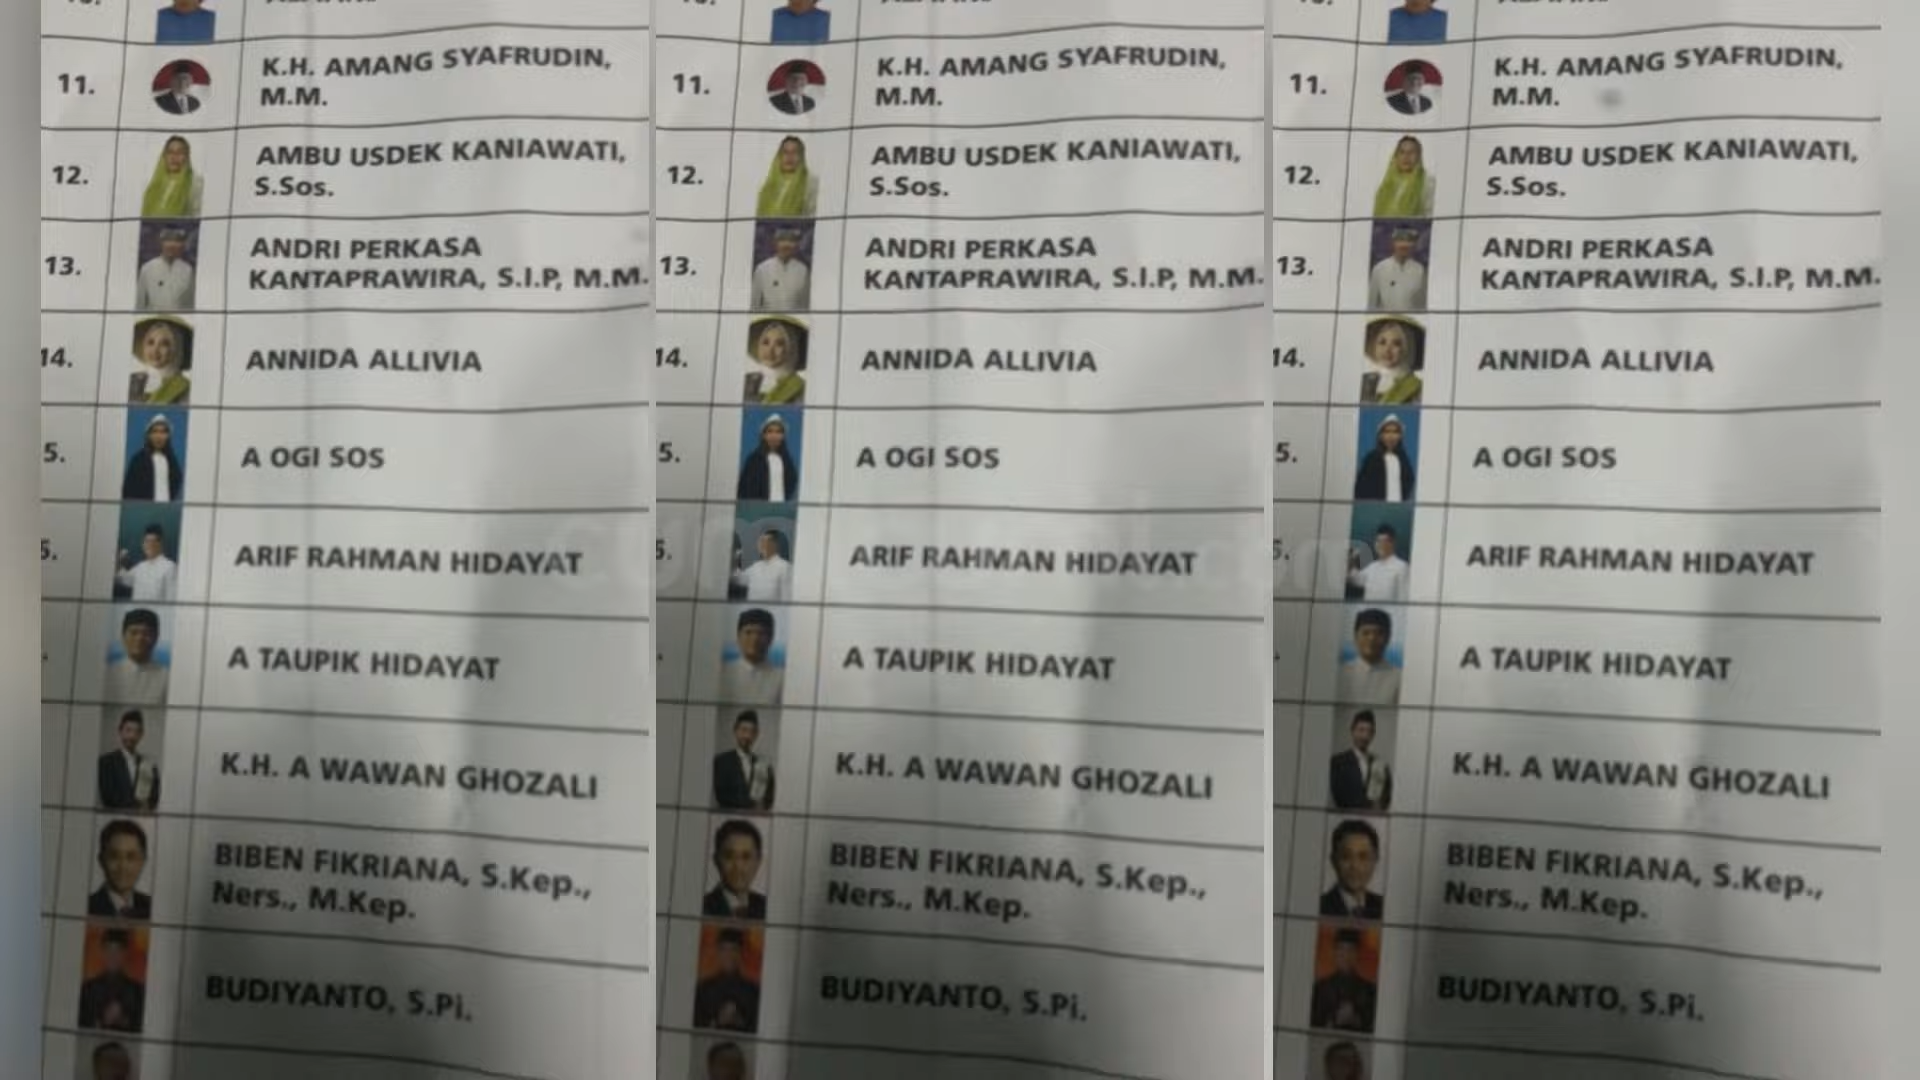 11.
K.H. AMANG SYAFRUDIN,
M.M.
12.
AMBU USDEK KANIAWATI,
S.Sos.
13.
ANDRI PERKASA
KANTAPRAWIRA, S.I.P, M.M.
14.
ANNIDA ALLIVIA
5.
A OGI SOS
ARIF RAHMAN HIDAYAT
A TAUPIK HIDAYAT
K.H. A WAWAN GHOZALI
BIBEN FIKRIANA, S.Kep.,
Ners., M.Kep.
BUDIYANTO, S.Pi.
11.
K.H. AMANG SYAFRUDIN,
M.M.
12.
AMBU USDEK KANIAWATI,
S.Sos.
13.
ANDRI PERKASA
KANTAPRAWIRA, S.I.P, M.M.
14.
ANNIDA ALLIVIA
5.
A OGI SOS
ARIF RAHMAN HIDAYAT
A TAUPIK HIDAYAT
K.H. A WAWAN GHOZALI
BIBEN FIKRIANA, S.Kep.,
Ners., M.Kep.
BUDIYANTO, S.Pi.
11.
K.H. AMANG SYAFRUDIN,
M.M.
12.
AMBU USDEK KANIAWATI,
S.Sos.
13.
ANDRI PERKASA
KANTAPRAWIRA, S.I.P, M.M.
14.
ANNIDA ALLIVIA
5.
A OGI SOS
ARIF RAHMAN HIDAYAT
A TAUPIK HIDAYAT
K.H. A WAWAN GHOZALI
BIBEN FIKRIANA, S.Kep.,
Ners., M.Kep.
BUDIYANTO, S.Pi.